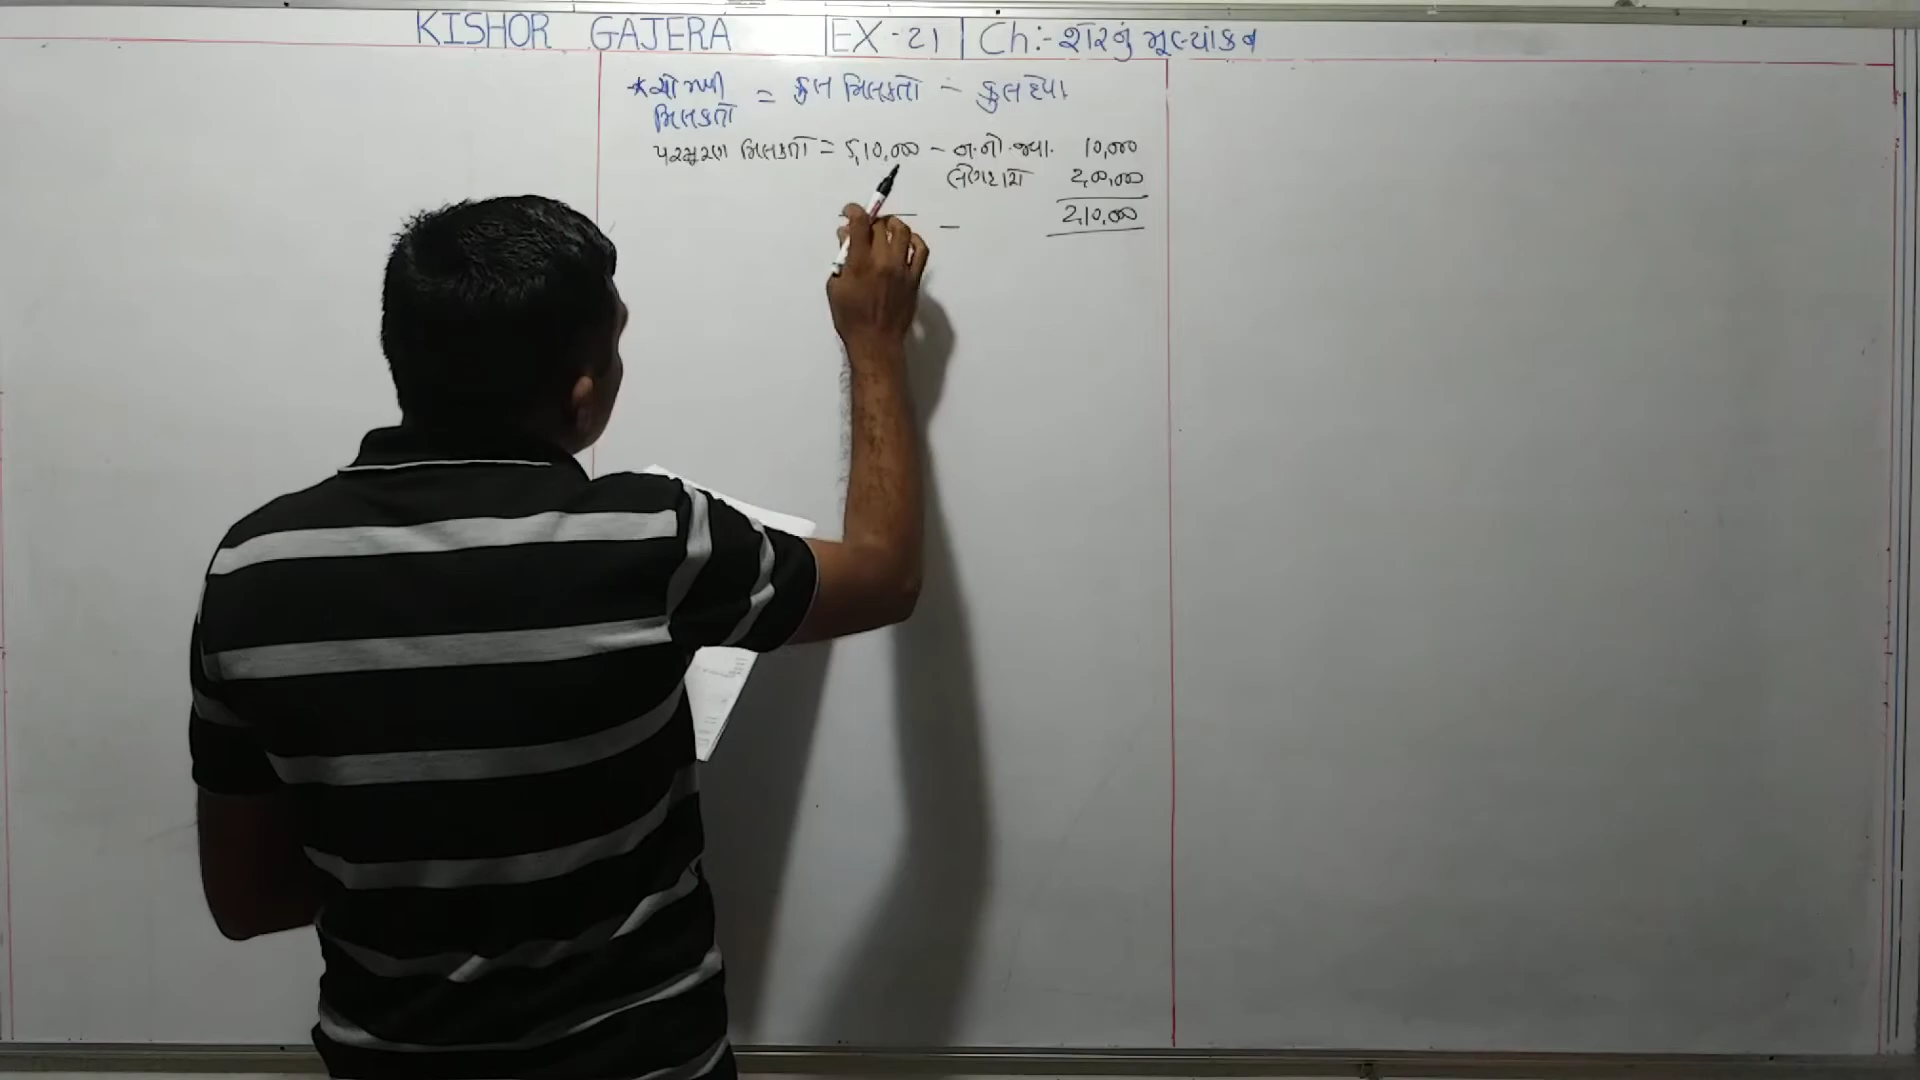 KISHOR GAJERA EX-21 Ch:- શેરનું મૂલ્યાંકન
* ચોખ્ખી મિલકતો = કુલ મિલકતો - કુલ દેવા
પરચુરણ મિલકતો = 5,10,000 - ન.નો.જ્યા. 10,000
લેણદારો 2,00,000
- 2,10,000